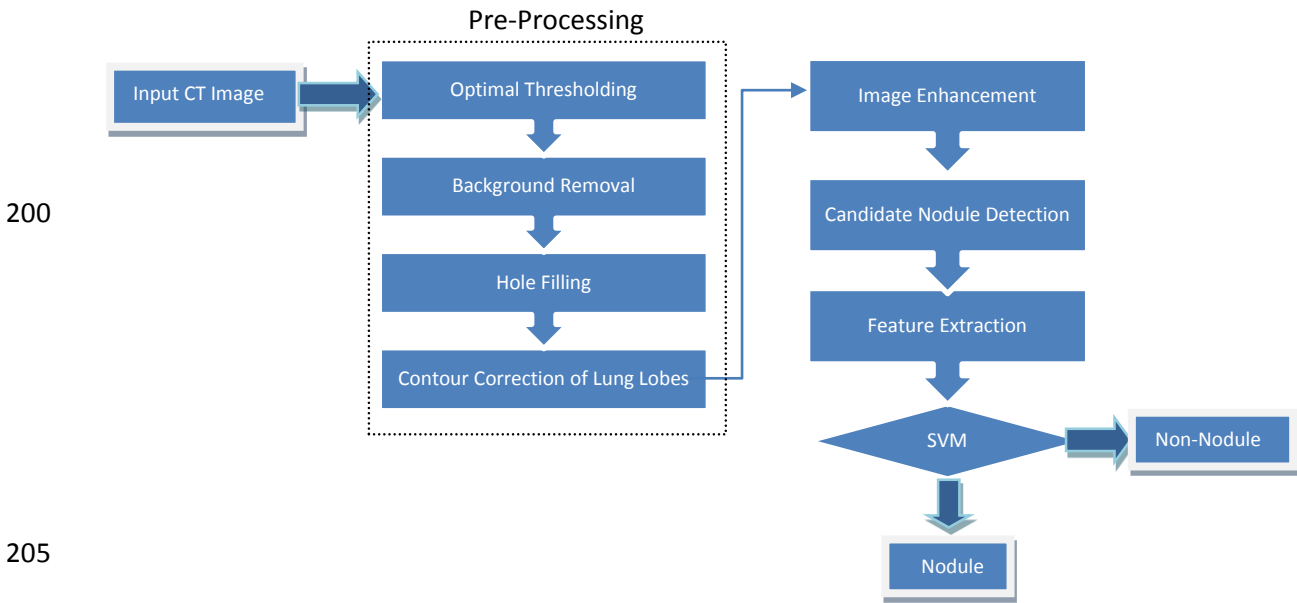 Pre-Processing
Input CT Image
Optimal Thresholding
Background Removal
Hole Filling
Contour Correction of Lung Lobes
Image Enhancement
Candidate Nodule Detection
Feature Extraction
SVM
Non-Nodule
Nodule
200
205